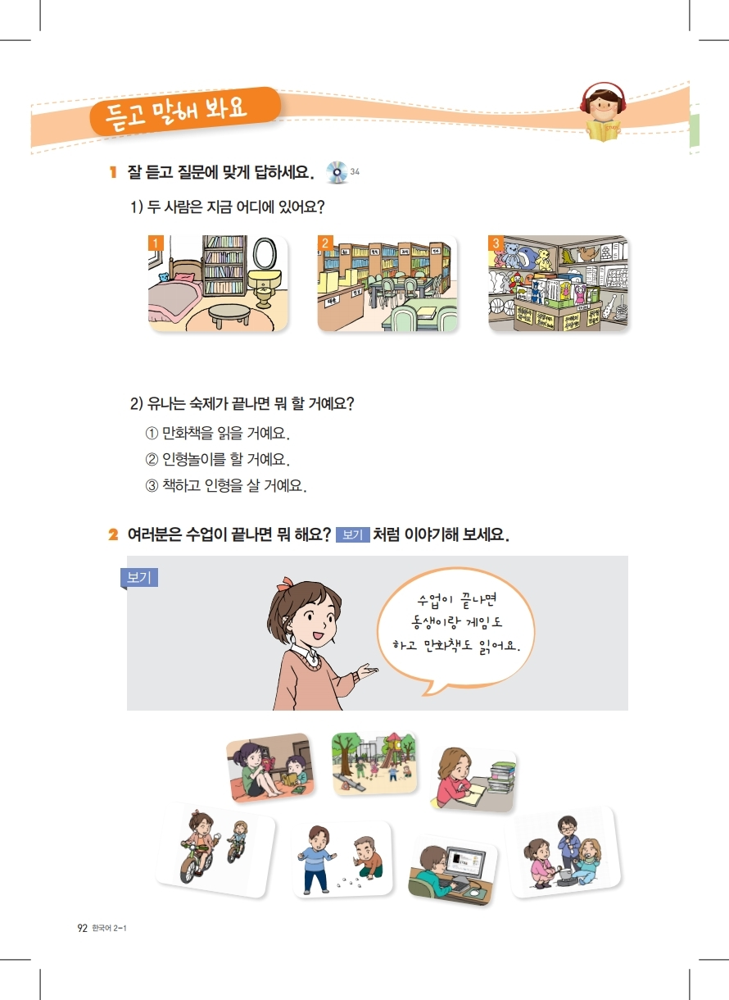 듣고 말해 봐요
1 잘 듣고 질문에 맞게 답하세요. 34
1) 두 사람은 지금 어디에 있어요?
1 2 3
2) 유나는 숙제가 끝나면 뭐 할 거예요?
① 만화책을 읽을 거예요.
② 인형놀이를 할 거예요.
③ 책하고 인형을 살 거예요.
2 여러분은 수업이 끝나면 뭐 해요? 보기 처럼 이야기해 보세요.
보기
수업이 끝나면
동생이랑 게임도
하고 만화책도 읽어요.
92 한국어 2-1